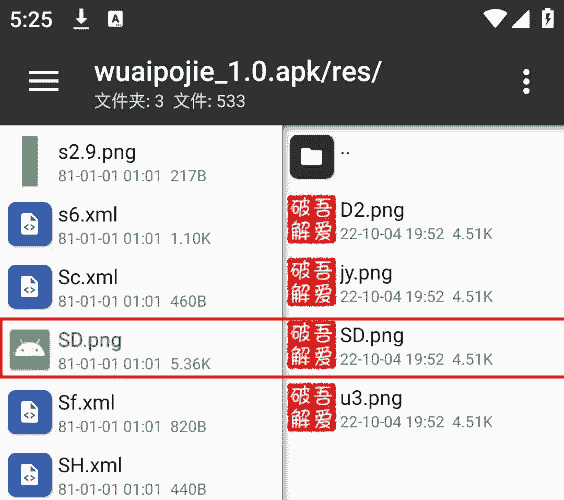 5:25
A
wuaipojie_1.0.apk/res/
文件夹: 3 文件: 533
s2.9.png
81-01-01 01:01 217B
s6.xml
81-01-01 01:01 1.10K
Sc.xml
81-01-01 01:01 460B
SD.png
81-01-01 01:01 5.36K
Sf.xml
81-01-01 01:01 820B
SH.xml
81-01-01 01:01 440B
..
破吾
解爱
D2.png
22-10-04 19:52 4.51K
破吾
解爱
jy.png
22-10-04 19:52 4.51K
破吾
解爱
SD.png
22-10-04 19:52 4.51K
破吾
解爱
u3.png
22-10-04 19:52 4.51K